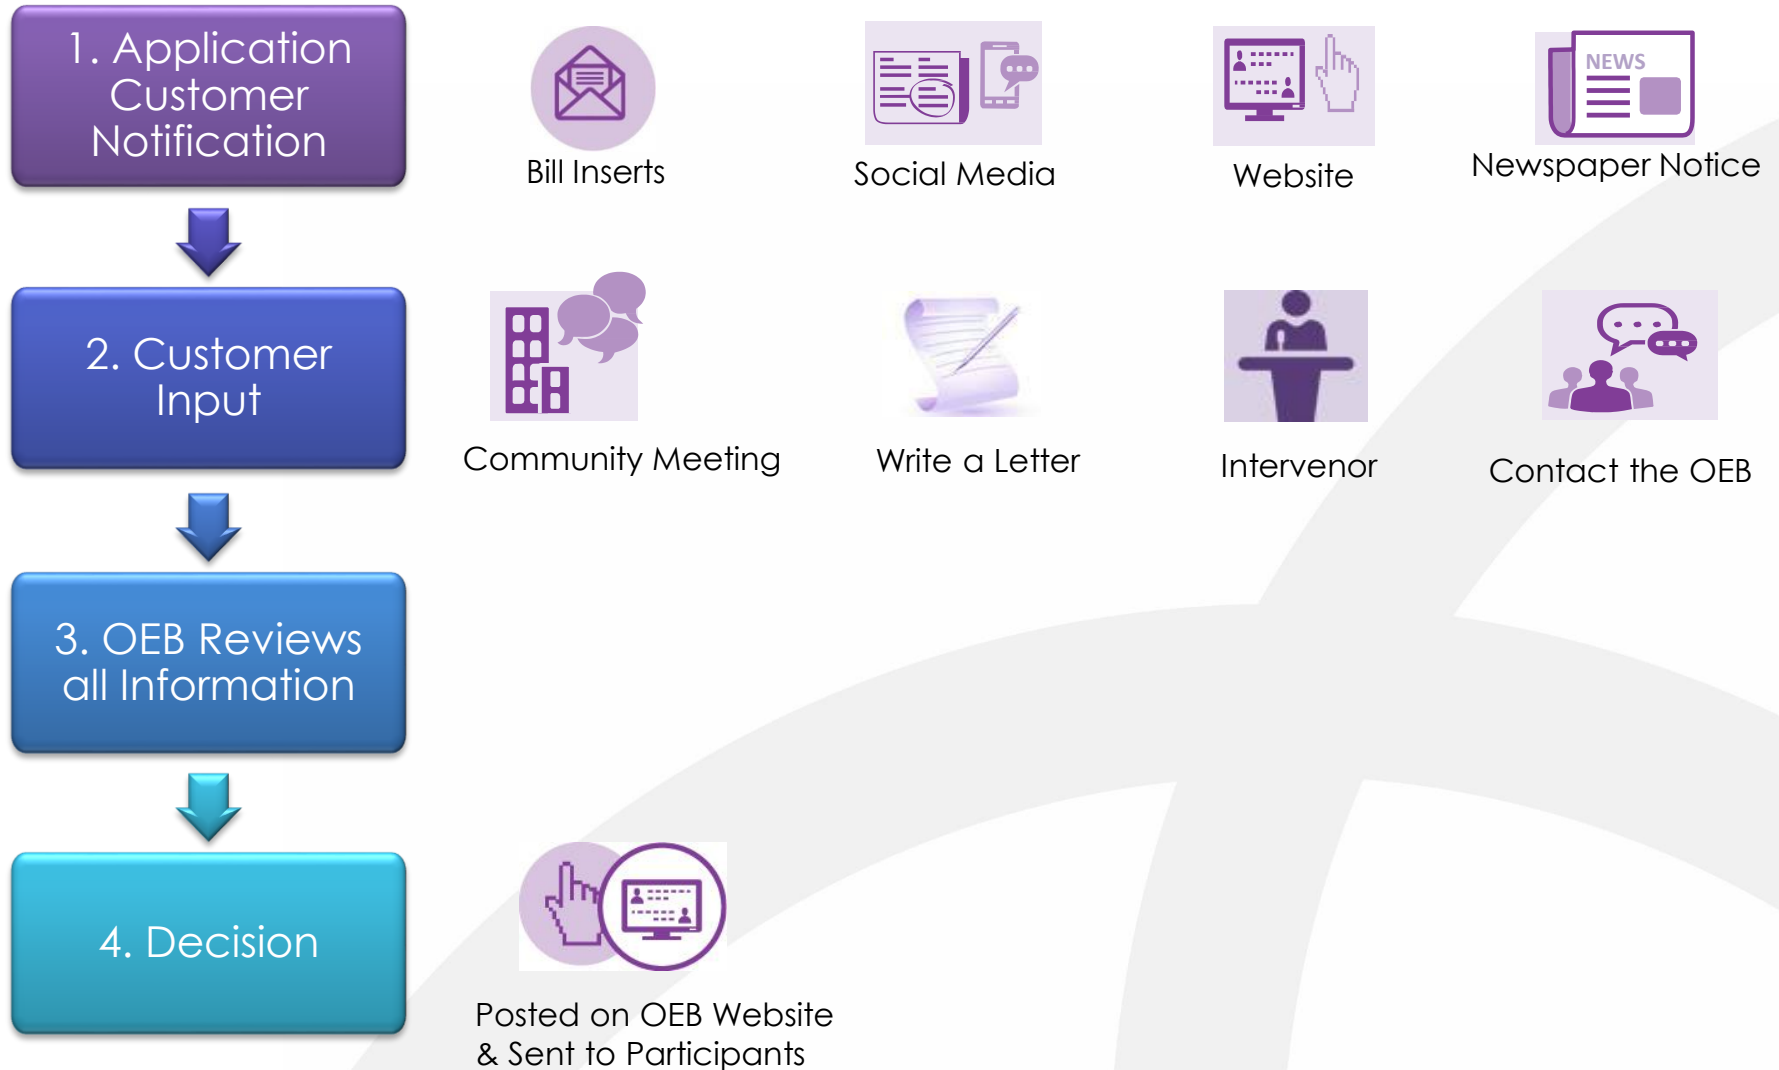 1. Application
Customer
Notification
Bill Inserts
Social Media
Website
NEWS
Newspaper Notice
2. Customer
Input
Community Meeting
Write a Letter
Intervenor
Contact the OEB
3. OEB Reviews
all Information
4. Decision
Posted on OEB Website
& Sent to Participants